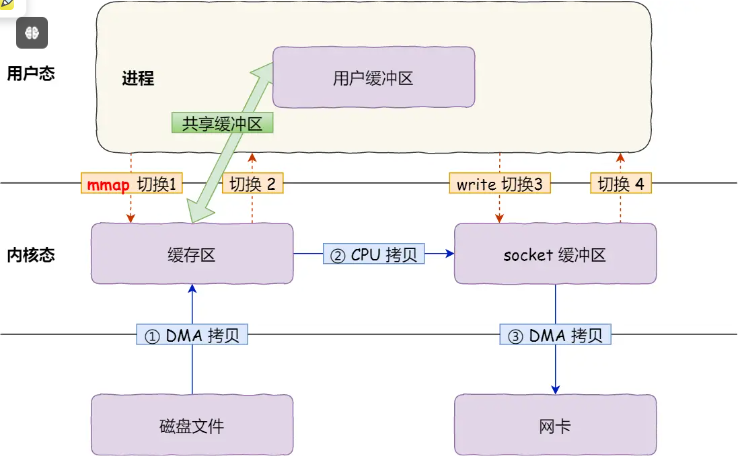 用户态
进程
用户缓冲区
共享缓冲区
mmap 切换1
切换 2
write 切换3
切换 4
内核态
缓存区
② CPU 拷贝
socket 缓冲区
① DMA 拷贝
③ DMA 拷贝
磁盘文件
网卡